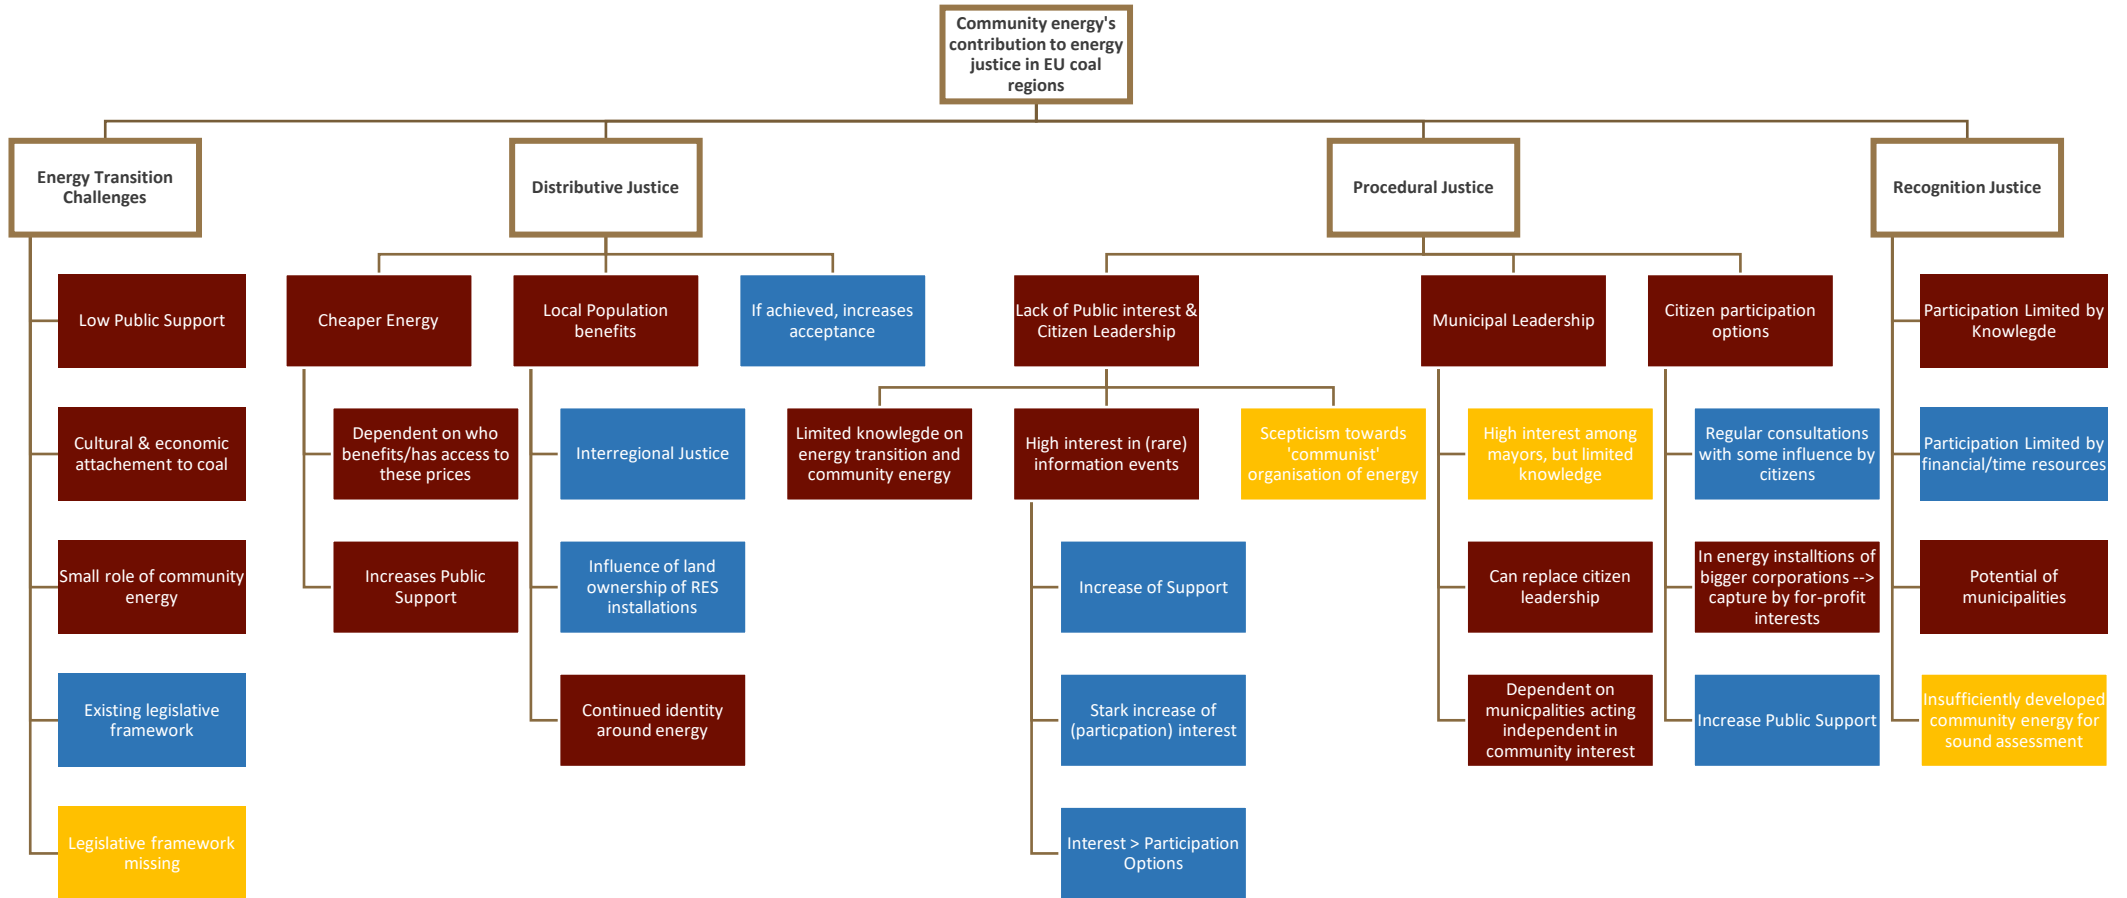 Community energy's
contribution to energy
justice in EU coal
regions
Energy Transition
Challenges
Distributive Justice
Procedural Justice
Recognition Justice
Low Public Support
Cultural & economic
attachement to coal
Small role of community
energy
Existing legislative
framework
Legislative framework
missing
Cheaper Energy
Dependent on who
benefits/has access to
these prices
Increases Public
Support
Local Population
benefits
Interregional Justice
Influence of land
ownership of RES
installations
Continued identity
around energy
If achieved, increases
acceptance
Lack of Public interest &
Citizen Leadership
Limited knowlegde on
energy transition and
community energy
High interest in (rare)
information events
Increase of Support
Stark increase of
(particpation) interest
Interest > Participation
Options
Scepticism towards
'communist'
organisation of energy
Municipal Leadership
High interest among
mayors, but limited
knowledge
Can replace citizen
leadership
Dependent on
municpalities acting
independent in
community interest
Citizen participation
options
Regular consultations
with some influence by
citizens
In energy installtions of
bigger corporations -->
capture by for-profit
interests
Increase Public Support
Participation Limited by
Knowlegde
Participation Limited by
financial/time resources
Potential of
municipalities
Insufficiently developed
community energy for
sound assessment